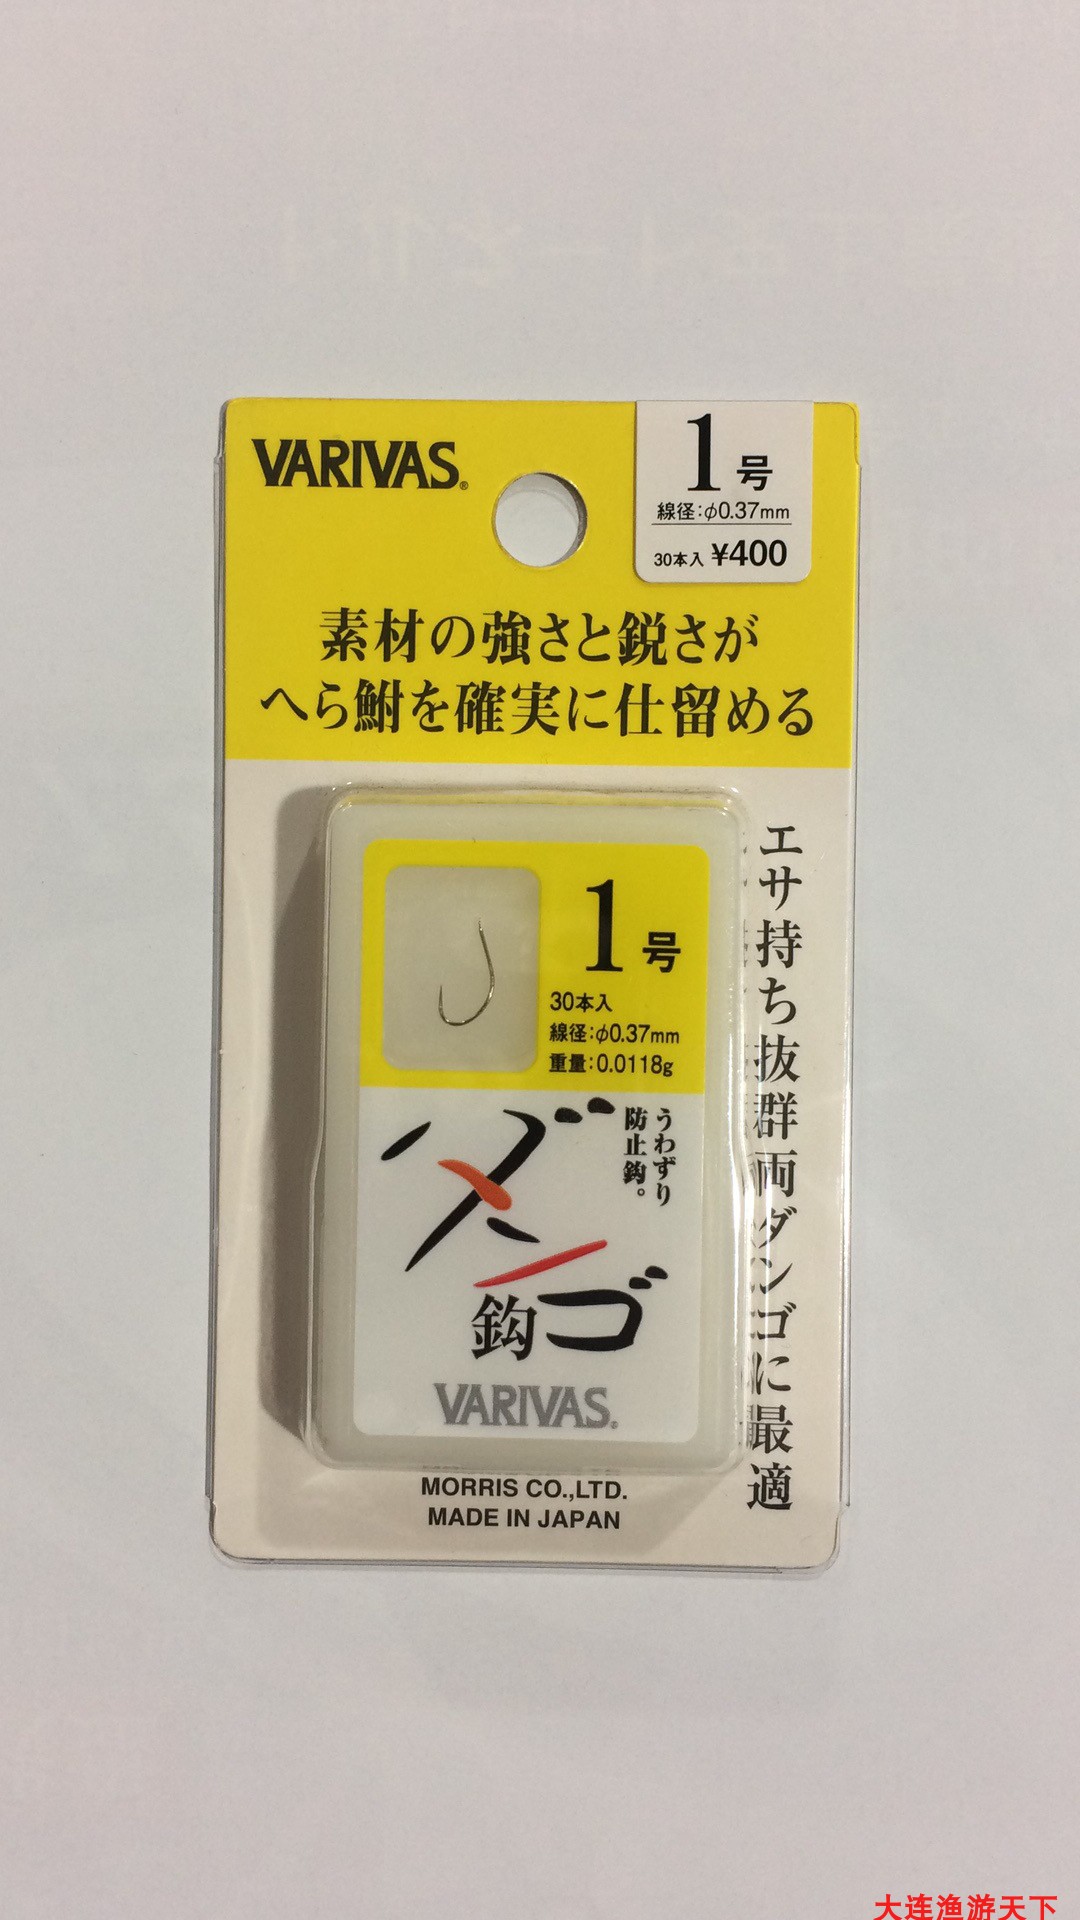 VARIVAS®
1号
線径:φ0.37mm
30本入 ¥400
素材の強さと鋭さが
へら鮒を確実に仕留める
エサ持ち抜群両ダンゴに最適
1号
30本入
線径:φ0.37mm
重量:0.0118g
うわずり
防止鈎。
ダンゴ
鈎
VARIVAS®
MORRIS CO.,LTD.
MADE IN JAPAN
大连渔游天下